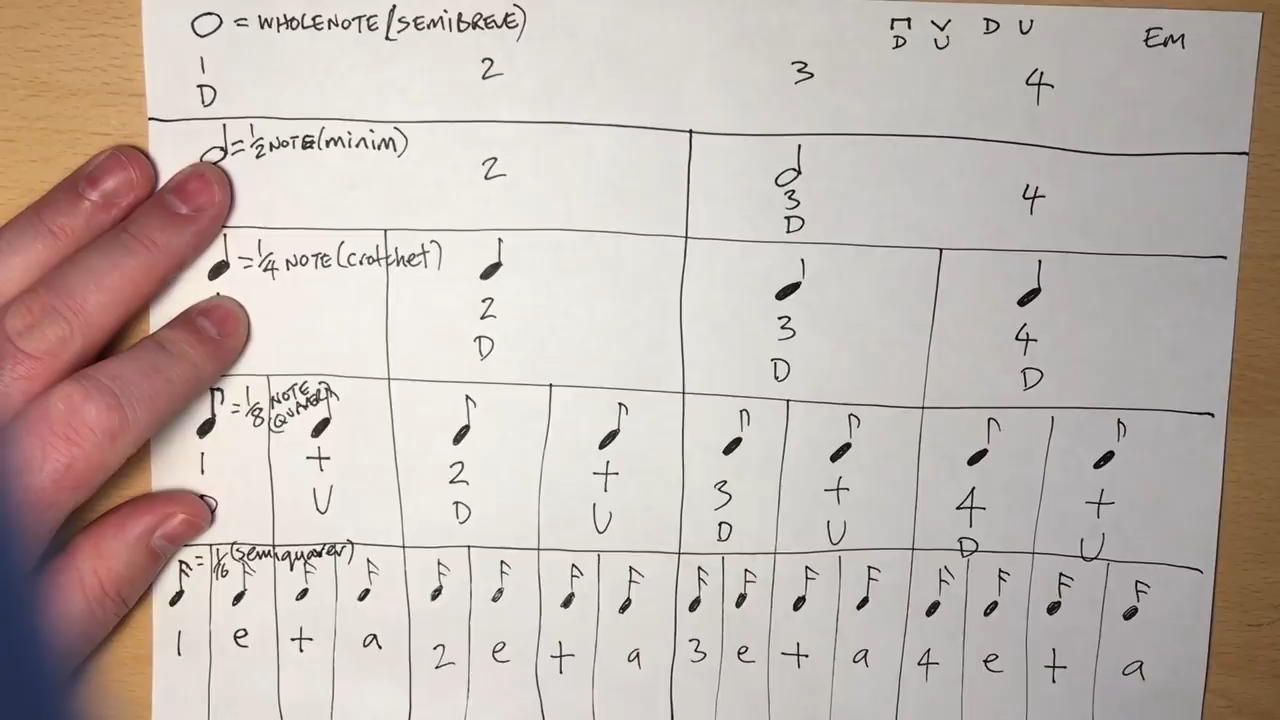 = WHOLENOTE (SEMIBREVE)
D U D U
Em
1 2 3 4
D
= 1/2 NOTE (minim)
2 3 4
D
= 1/4 NOTE (crotchet)
2 3 4
D D D
= 1/8 NOTE QUAVER
1 + 2 + 3 + 4 +
D U D U D U D U
= 1/16 (semiquaver)
1 e + a 2 e + a 3 e + a 4 e + a